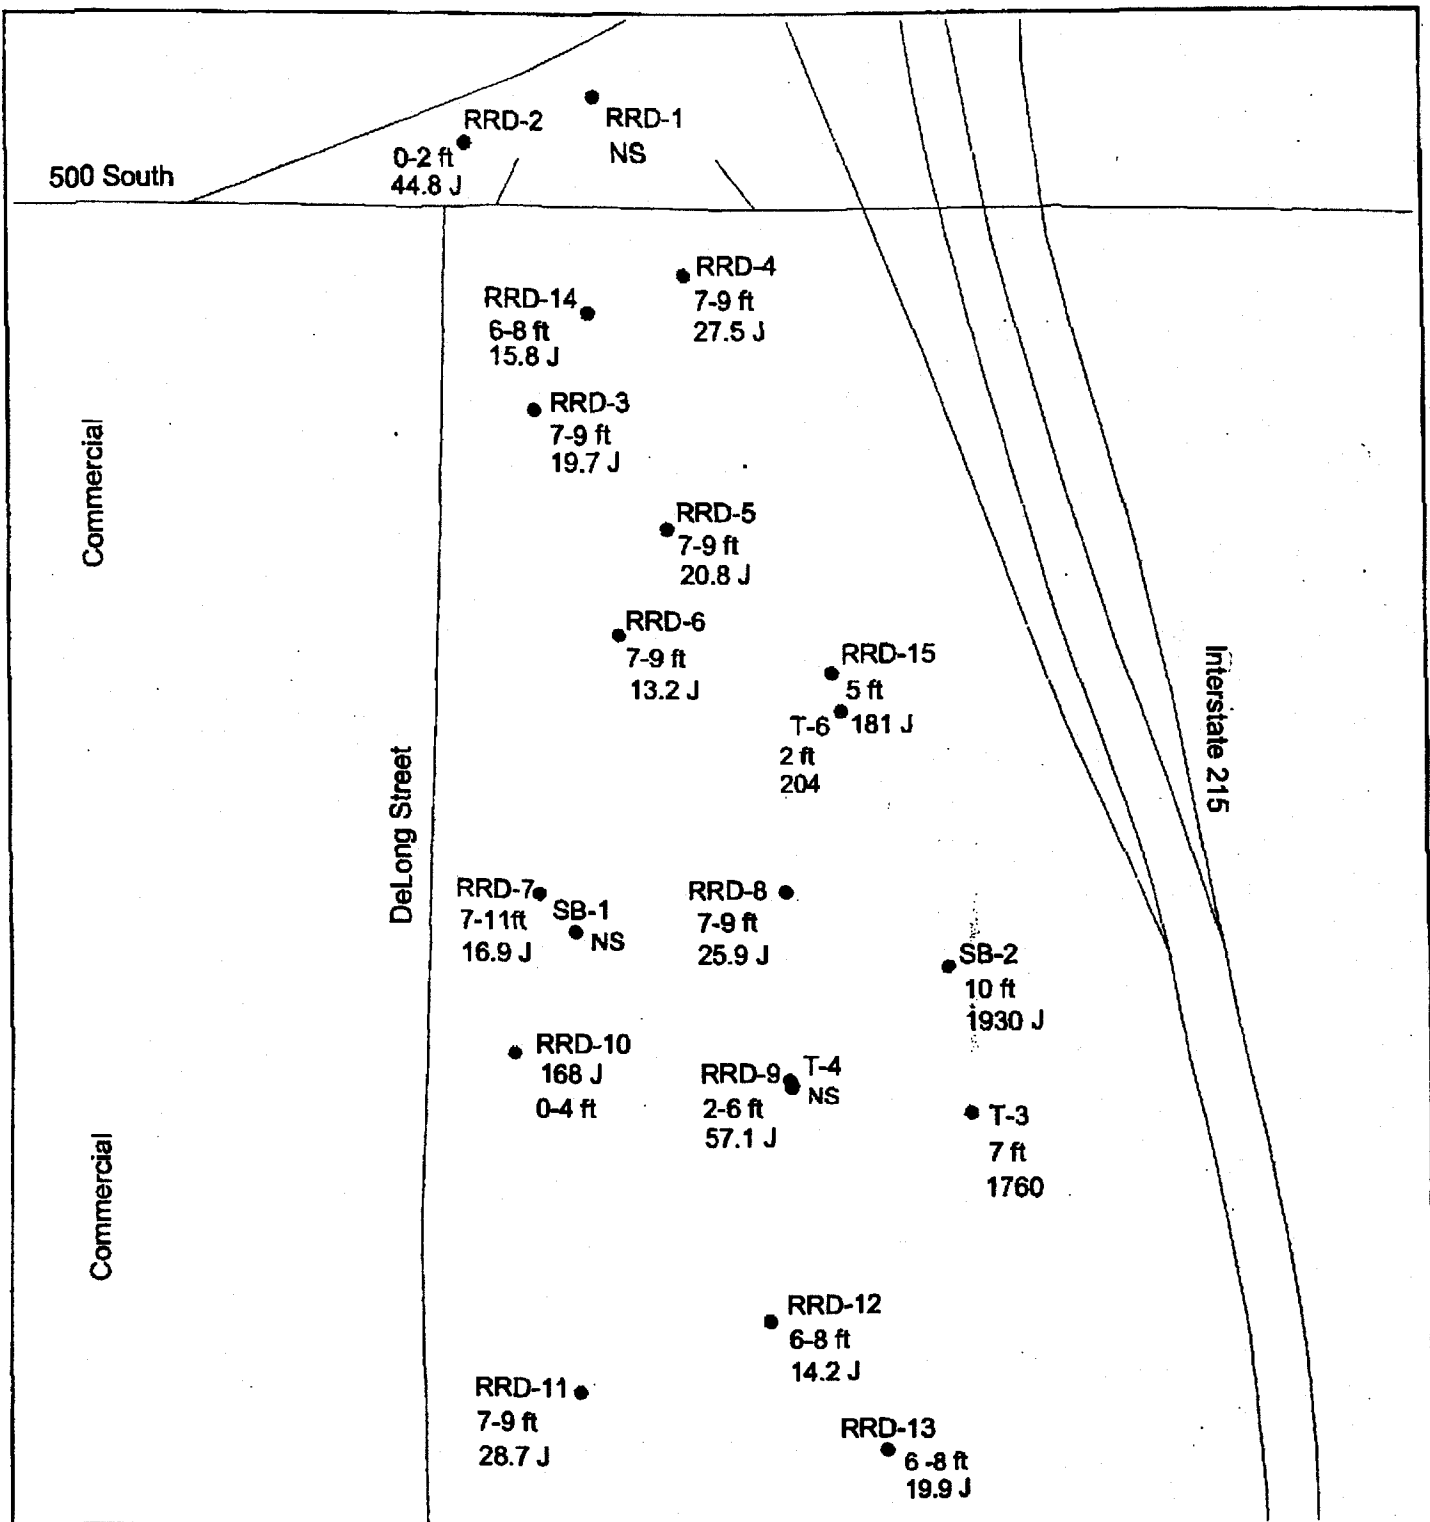 RRD-2
0-2 ft
44.8 J
RRD-1
NS
500 South
RRD-4
7-9 ft
27.5 J
RRD-14
6-8 ft
15.8 J
RRD-3
7-9 ft
19.7 J
Commercial
RRD-5
7-9 ft
20.8 J
RRD-6
7-9 ft
13.2 J
RRD-15
5 ft
181 J
T-6
2 ft
204
Interstate 215
DeLong Street
RRD-7
7-11ft
16.9 J
SB-1
NS
RRD-8
7-9 ft
25.9 J
SB-2
10 ft
1930 J
RRD-10
168 J
0-4 ft
RRD-9
2-6 ft
57.1 J
T-4
NS
T-3
7 ft
1760
Commercial
RRD-12
6-8 ft
14.2 J
RRD-11
7-9 ft
28.7 J
RRD-13
6 -8 ft
19.9 J